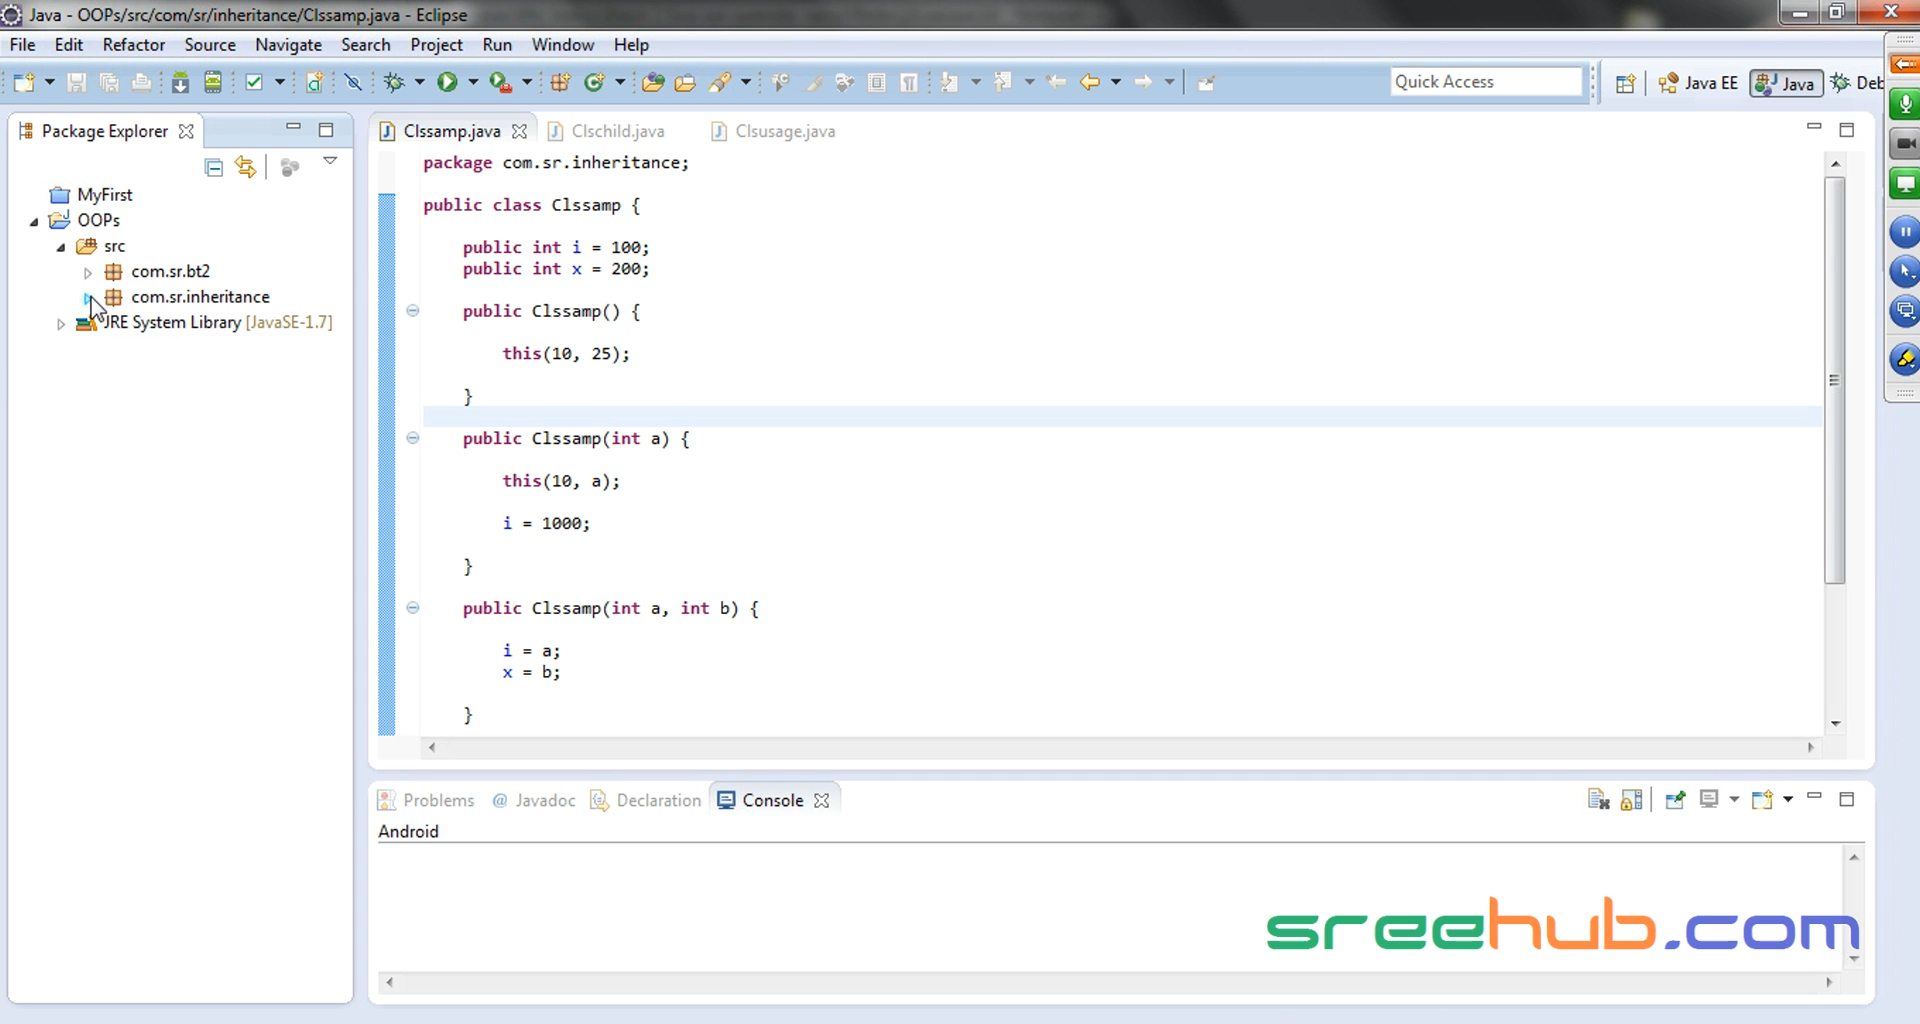 Java - OOPs/src/com/sr/inheritance/Clssamp.java - Eclipse
File Edit Refactor Source Navigate Search Project Run Window Help
Quick Access
Java EE
Java
Deb
Package Explorer
Clssamp.java
Clschild.java
Clsusage.java
MyFirst
OOPs
src
com.sr.bt2
com.sr.inheritance
JRE System Library [JavaSE-1.7]
package com.sr.inheritance;
public class Clssamp {
public int i = 100;
public int x = 200;
public Clssamp() {
this(10, 25);
}
public Clssamp(int a) {
this(10, a);
i = 1000;
}
public Clssamp(int a, int b) {
i = a;
x = b;
}
Problems
@ Javadoc
Declaration
Console
Android
sreehub.com